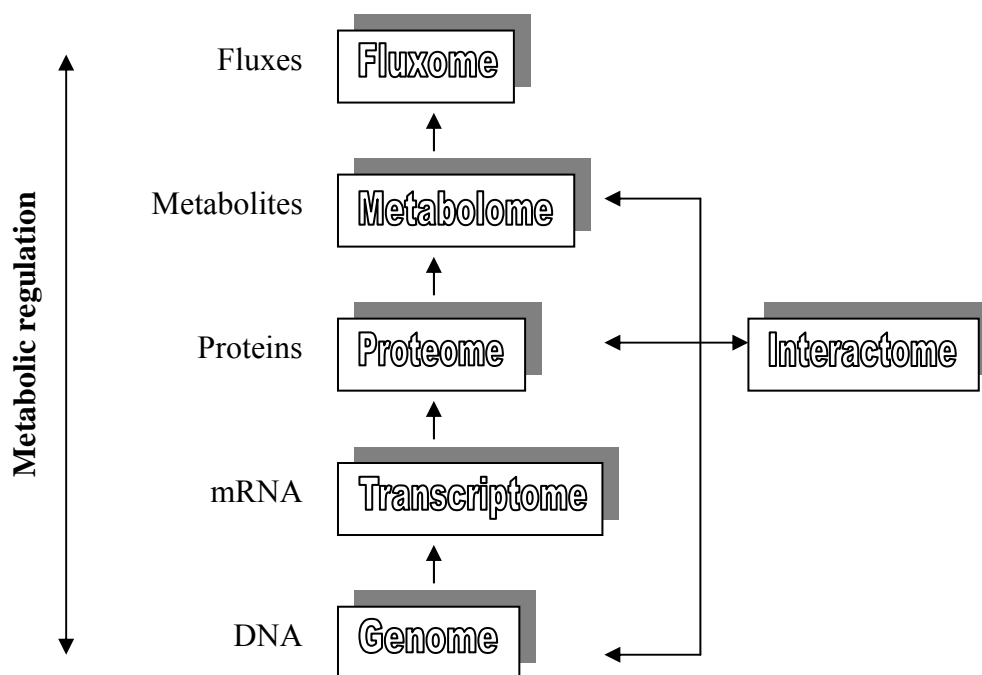 Fluxes
Fluxome
Metabolites
Metabolome
Proteins
Proteome
Interactome
mRNA
Transcriptome
DNA
Genome
Metabolic regulation